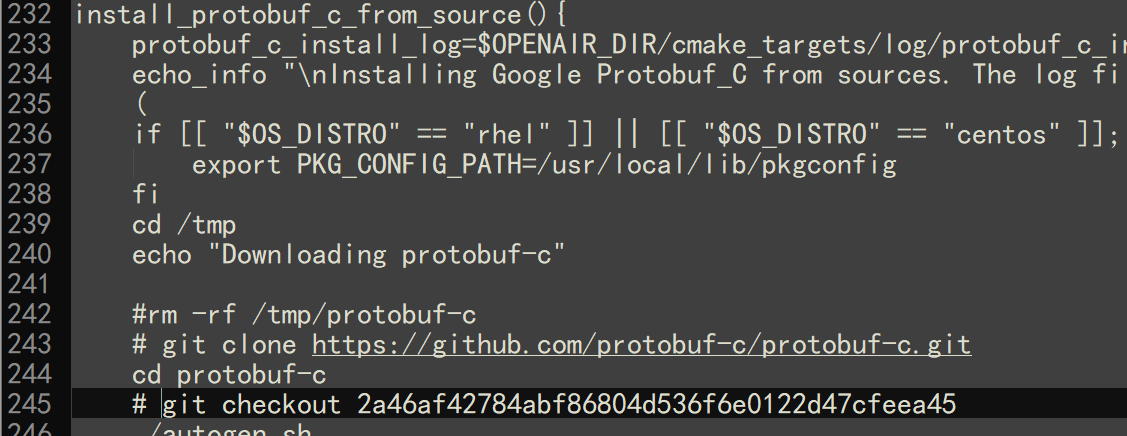 232 install_protobuf_c_from_source(){
233 protobuf_c_install_log=$OPENAIR_DIR/cmake_targets/log/protobuf_c_i
234 echo_info "\nInstalling Google Protobuf_C from sources. The log fi
235 (
236 if [[ "$OS_DISTRO" == "rhel" ]] || [[ "$OS_DISTRO" == "centos" ]];
237 export PKG_CONFIG_PATH=/usr/local/lib/pkgconfig
238 fi
239 cd /tmp
240 echo "Downloading protobuf-c"
241
242 #rm -rf /tmp/protobuf-c
243 # git clone https://github.com/protobuf-c/protobuf-c.git
244 cd protobuf-c
245 # git checkout 2a46af42784abf86804d536f6e0122d47cfeea45
246 /autogen.sh